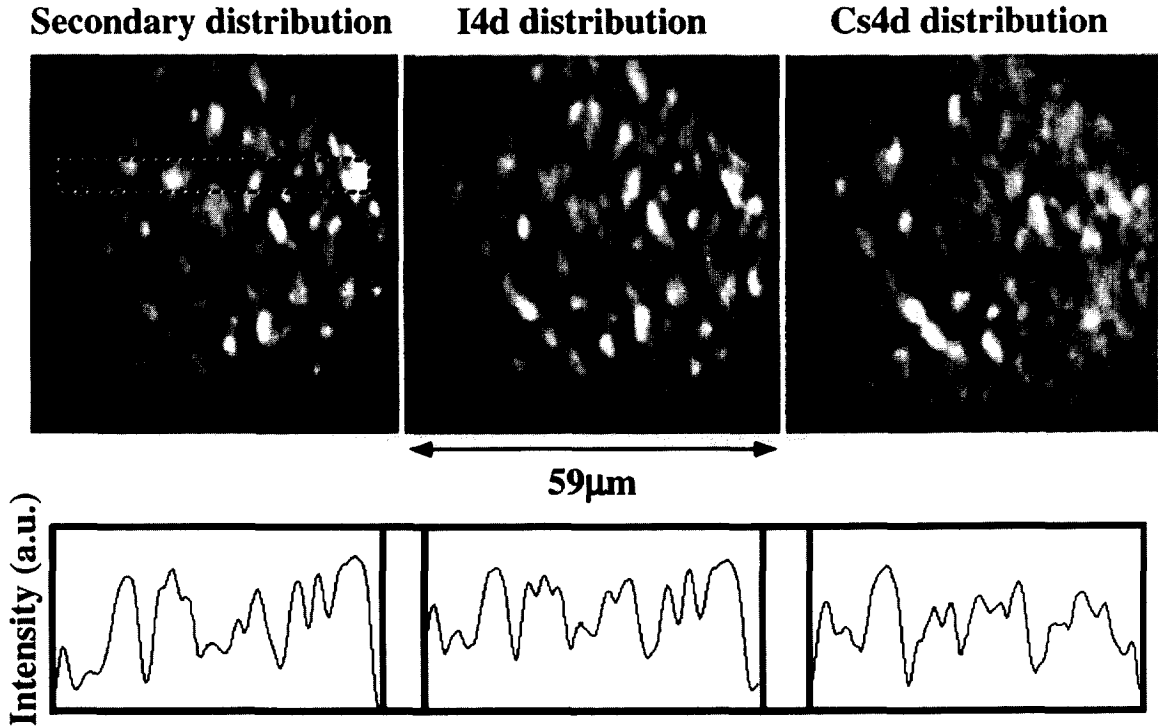 Secondary distribution
I4d distribution
Cs4d distribution
59μm
Intensity (a.u.)